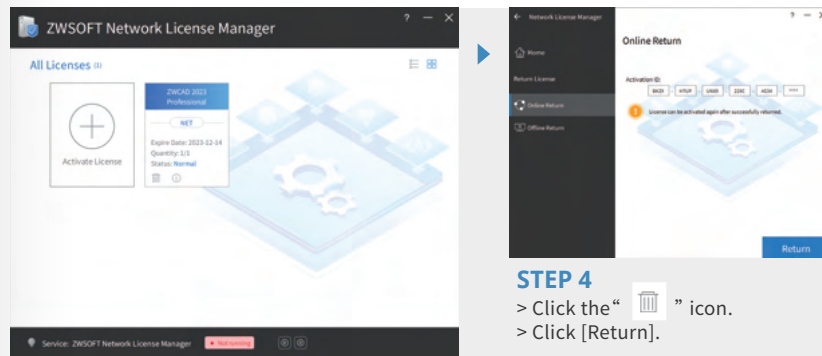 ZWSOFT Network License Manager
All Licenses (1)
Activate License
ZWCAD 2023
Professional
NET
Expire Date: 2023-12-14
Quantity: 1/1
Status: Normal
Service: ZWSOFT Network License Manager
Not running
Network License Manager
Home
Return License
Online Return
Offline Return
Online Return
Activation ID:
License can be activated again after successfully returned.
Return
STEP 4
> Click the“ ” icon.
> Click [Return].